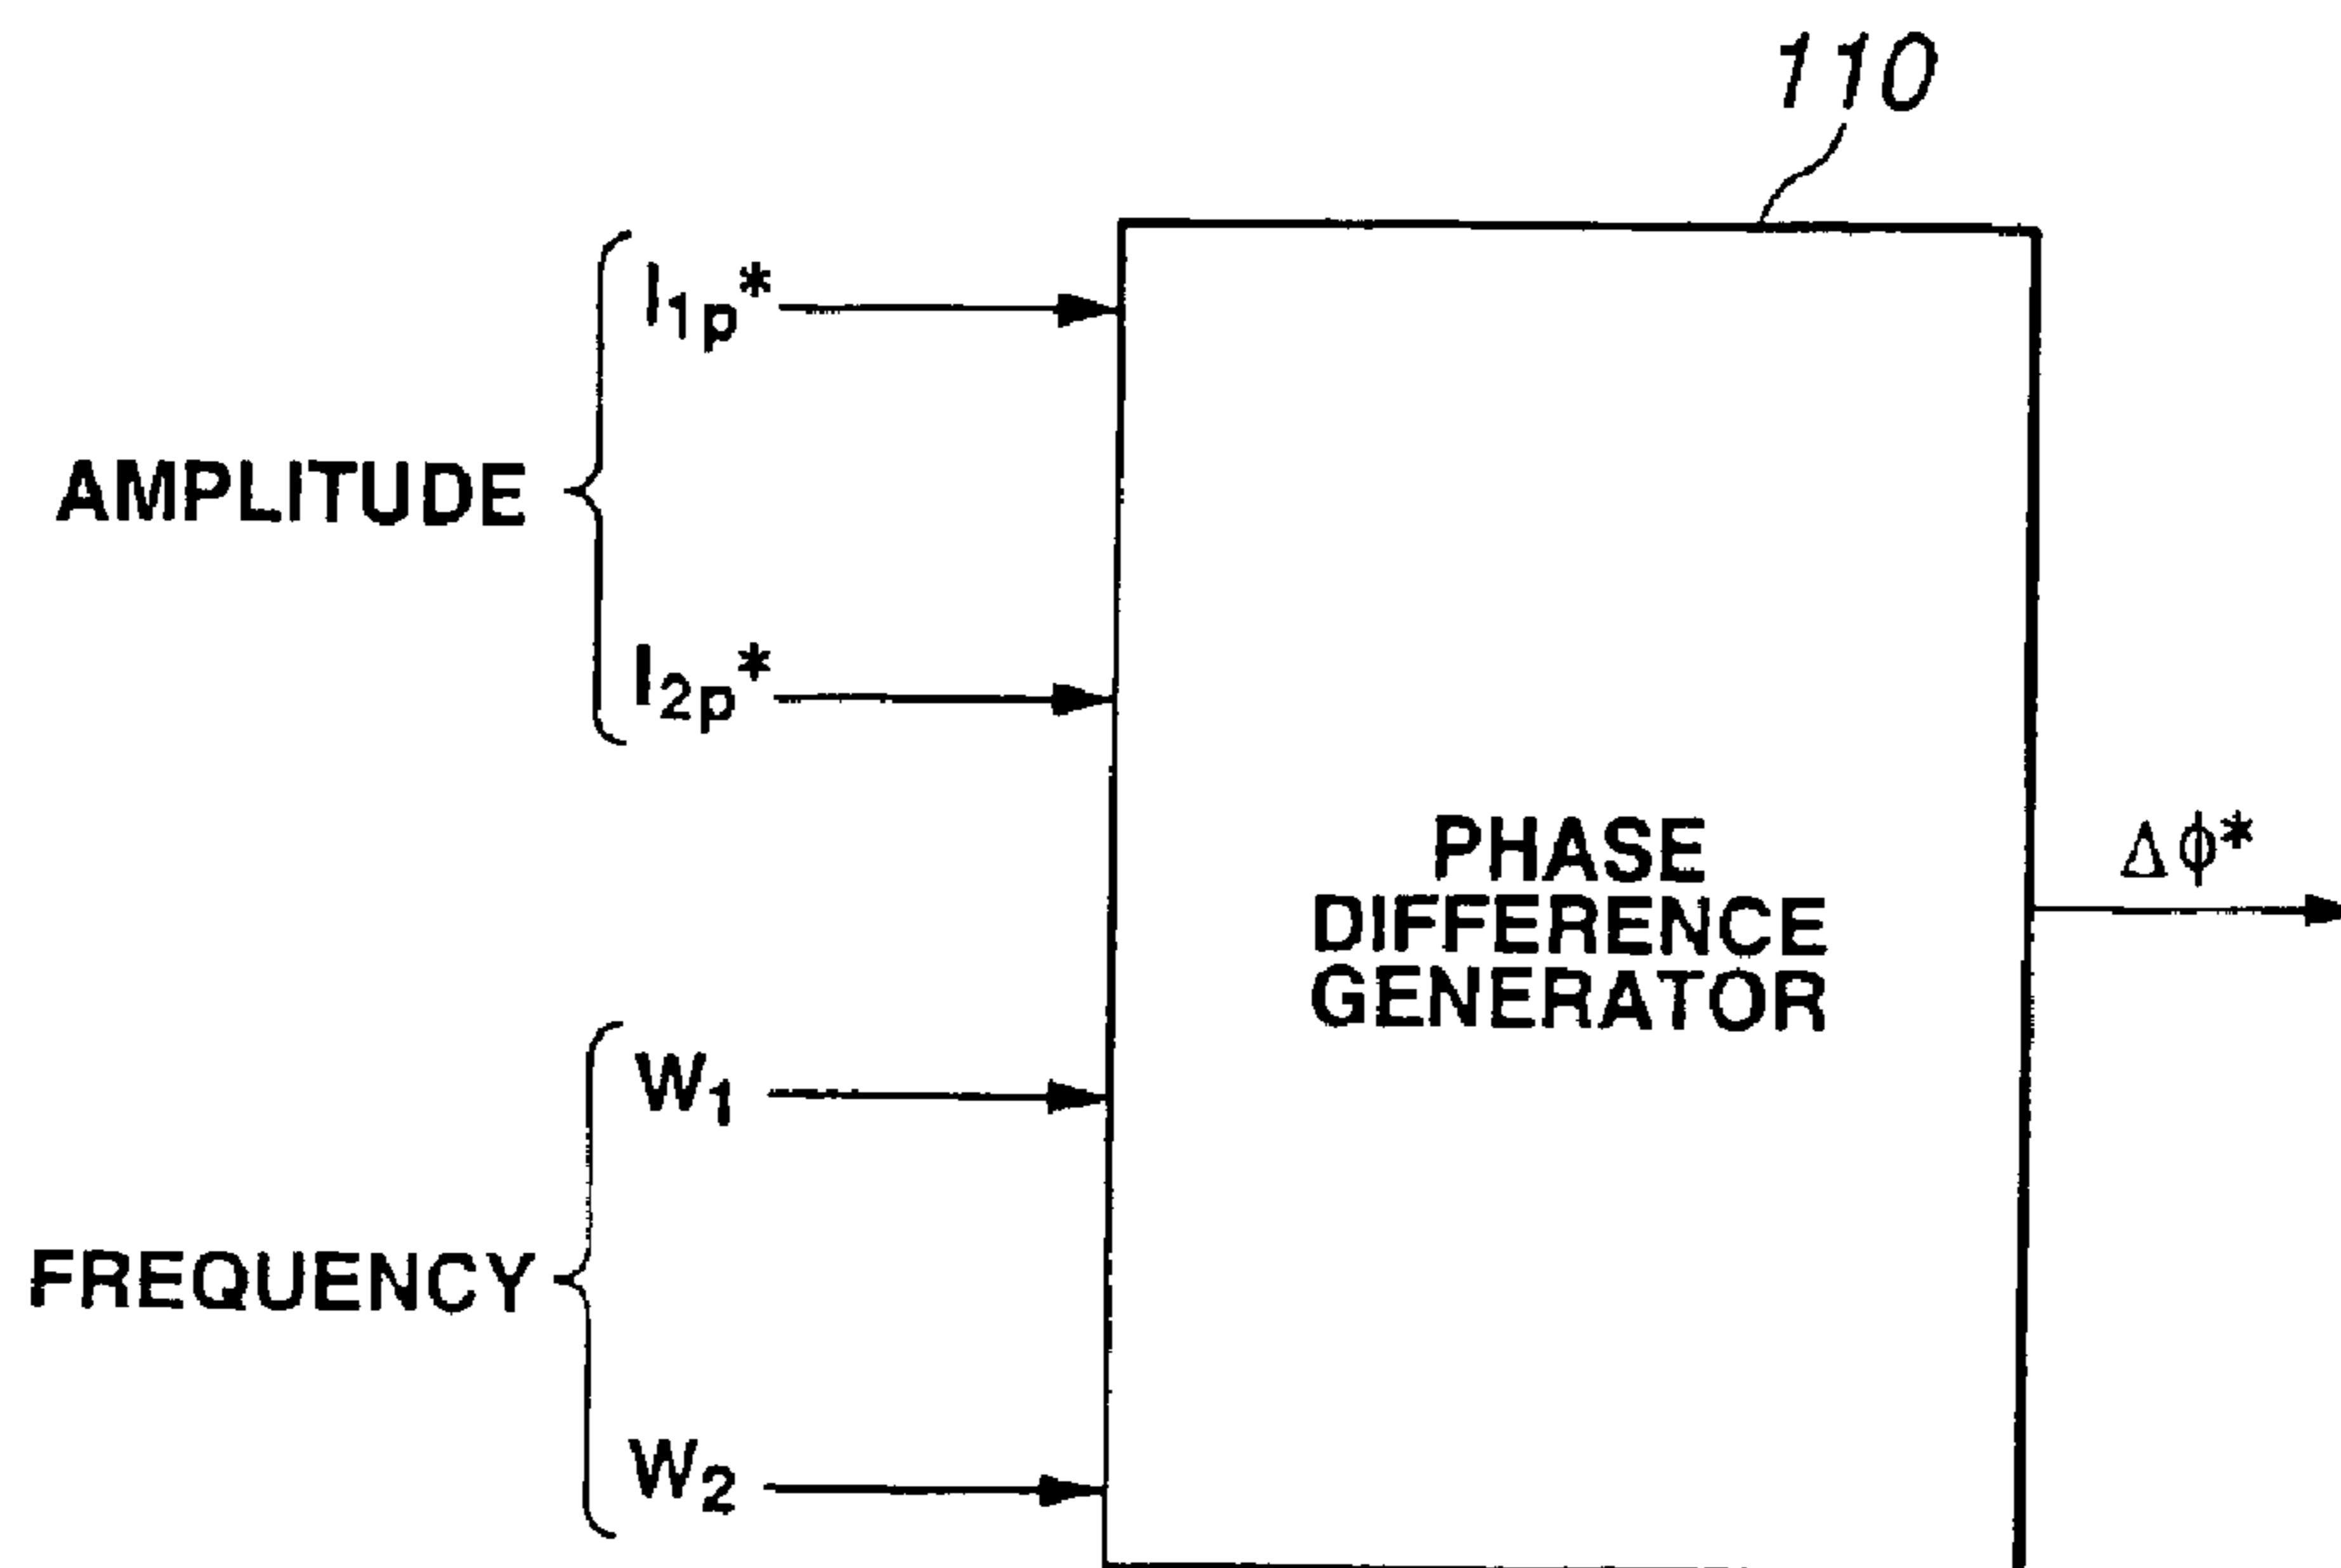 110
I1p*
AMPLITUDE
I2p*
PHASE
DIFFERENCE
GENERATOR
Δϕ*
W1
FREQUENCY
W2